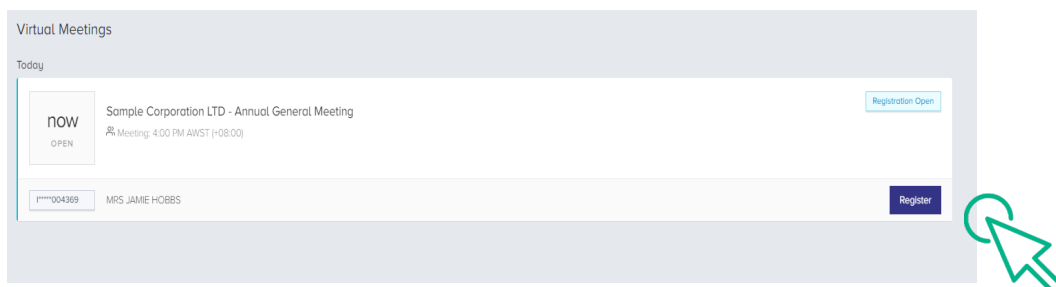 Virtual Meetings
Today
now
OPEN
Sample Corporation LTD - Annual General Meeting
Meeting: 4:00 PM AWST (+08:00)
Registration Open
I*****004369
MRS JAMIE HOBBS
Register